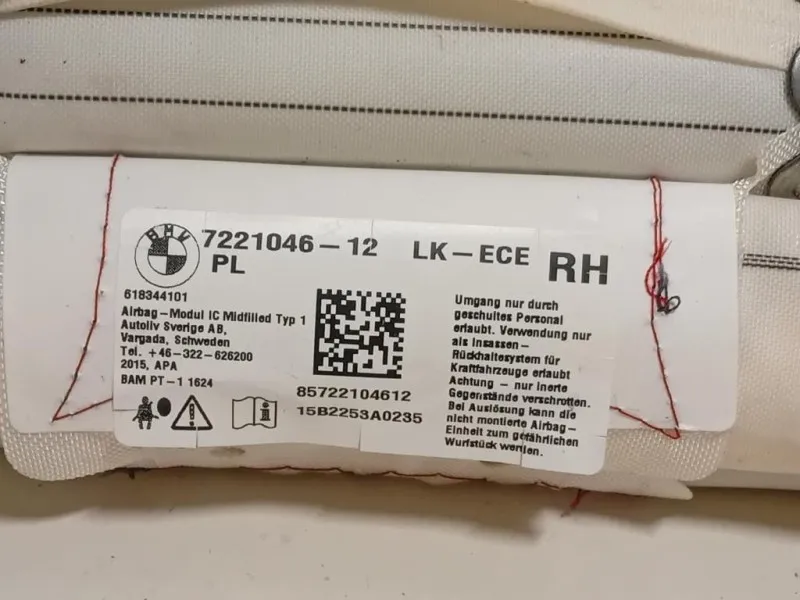 BMW
7221046-12 LK-ECE RH
PL
618344101
Airbag-Modul IC Midfilled Typ 1
Autoliv Sverige AB,
Vargada, Schweden
Tel. +46-322-626200
2015, APA
BAM PT-1 1624
85722104612
15B2253A0235
Umgang nur durch
geschultes Personal
erlaubt. Verwendung nur
als Insassen-
Rückhaltesystem für
Kraftfahrzeuge erlaubt
Achtung - nur inerte
Gegenstände verschrotten.
Bei Auslösung kann die
nicht montierte Airbag-
Einheit zum gefährlichen
Wurfstück werden.